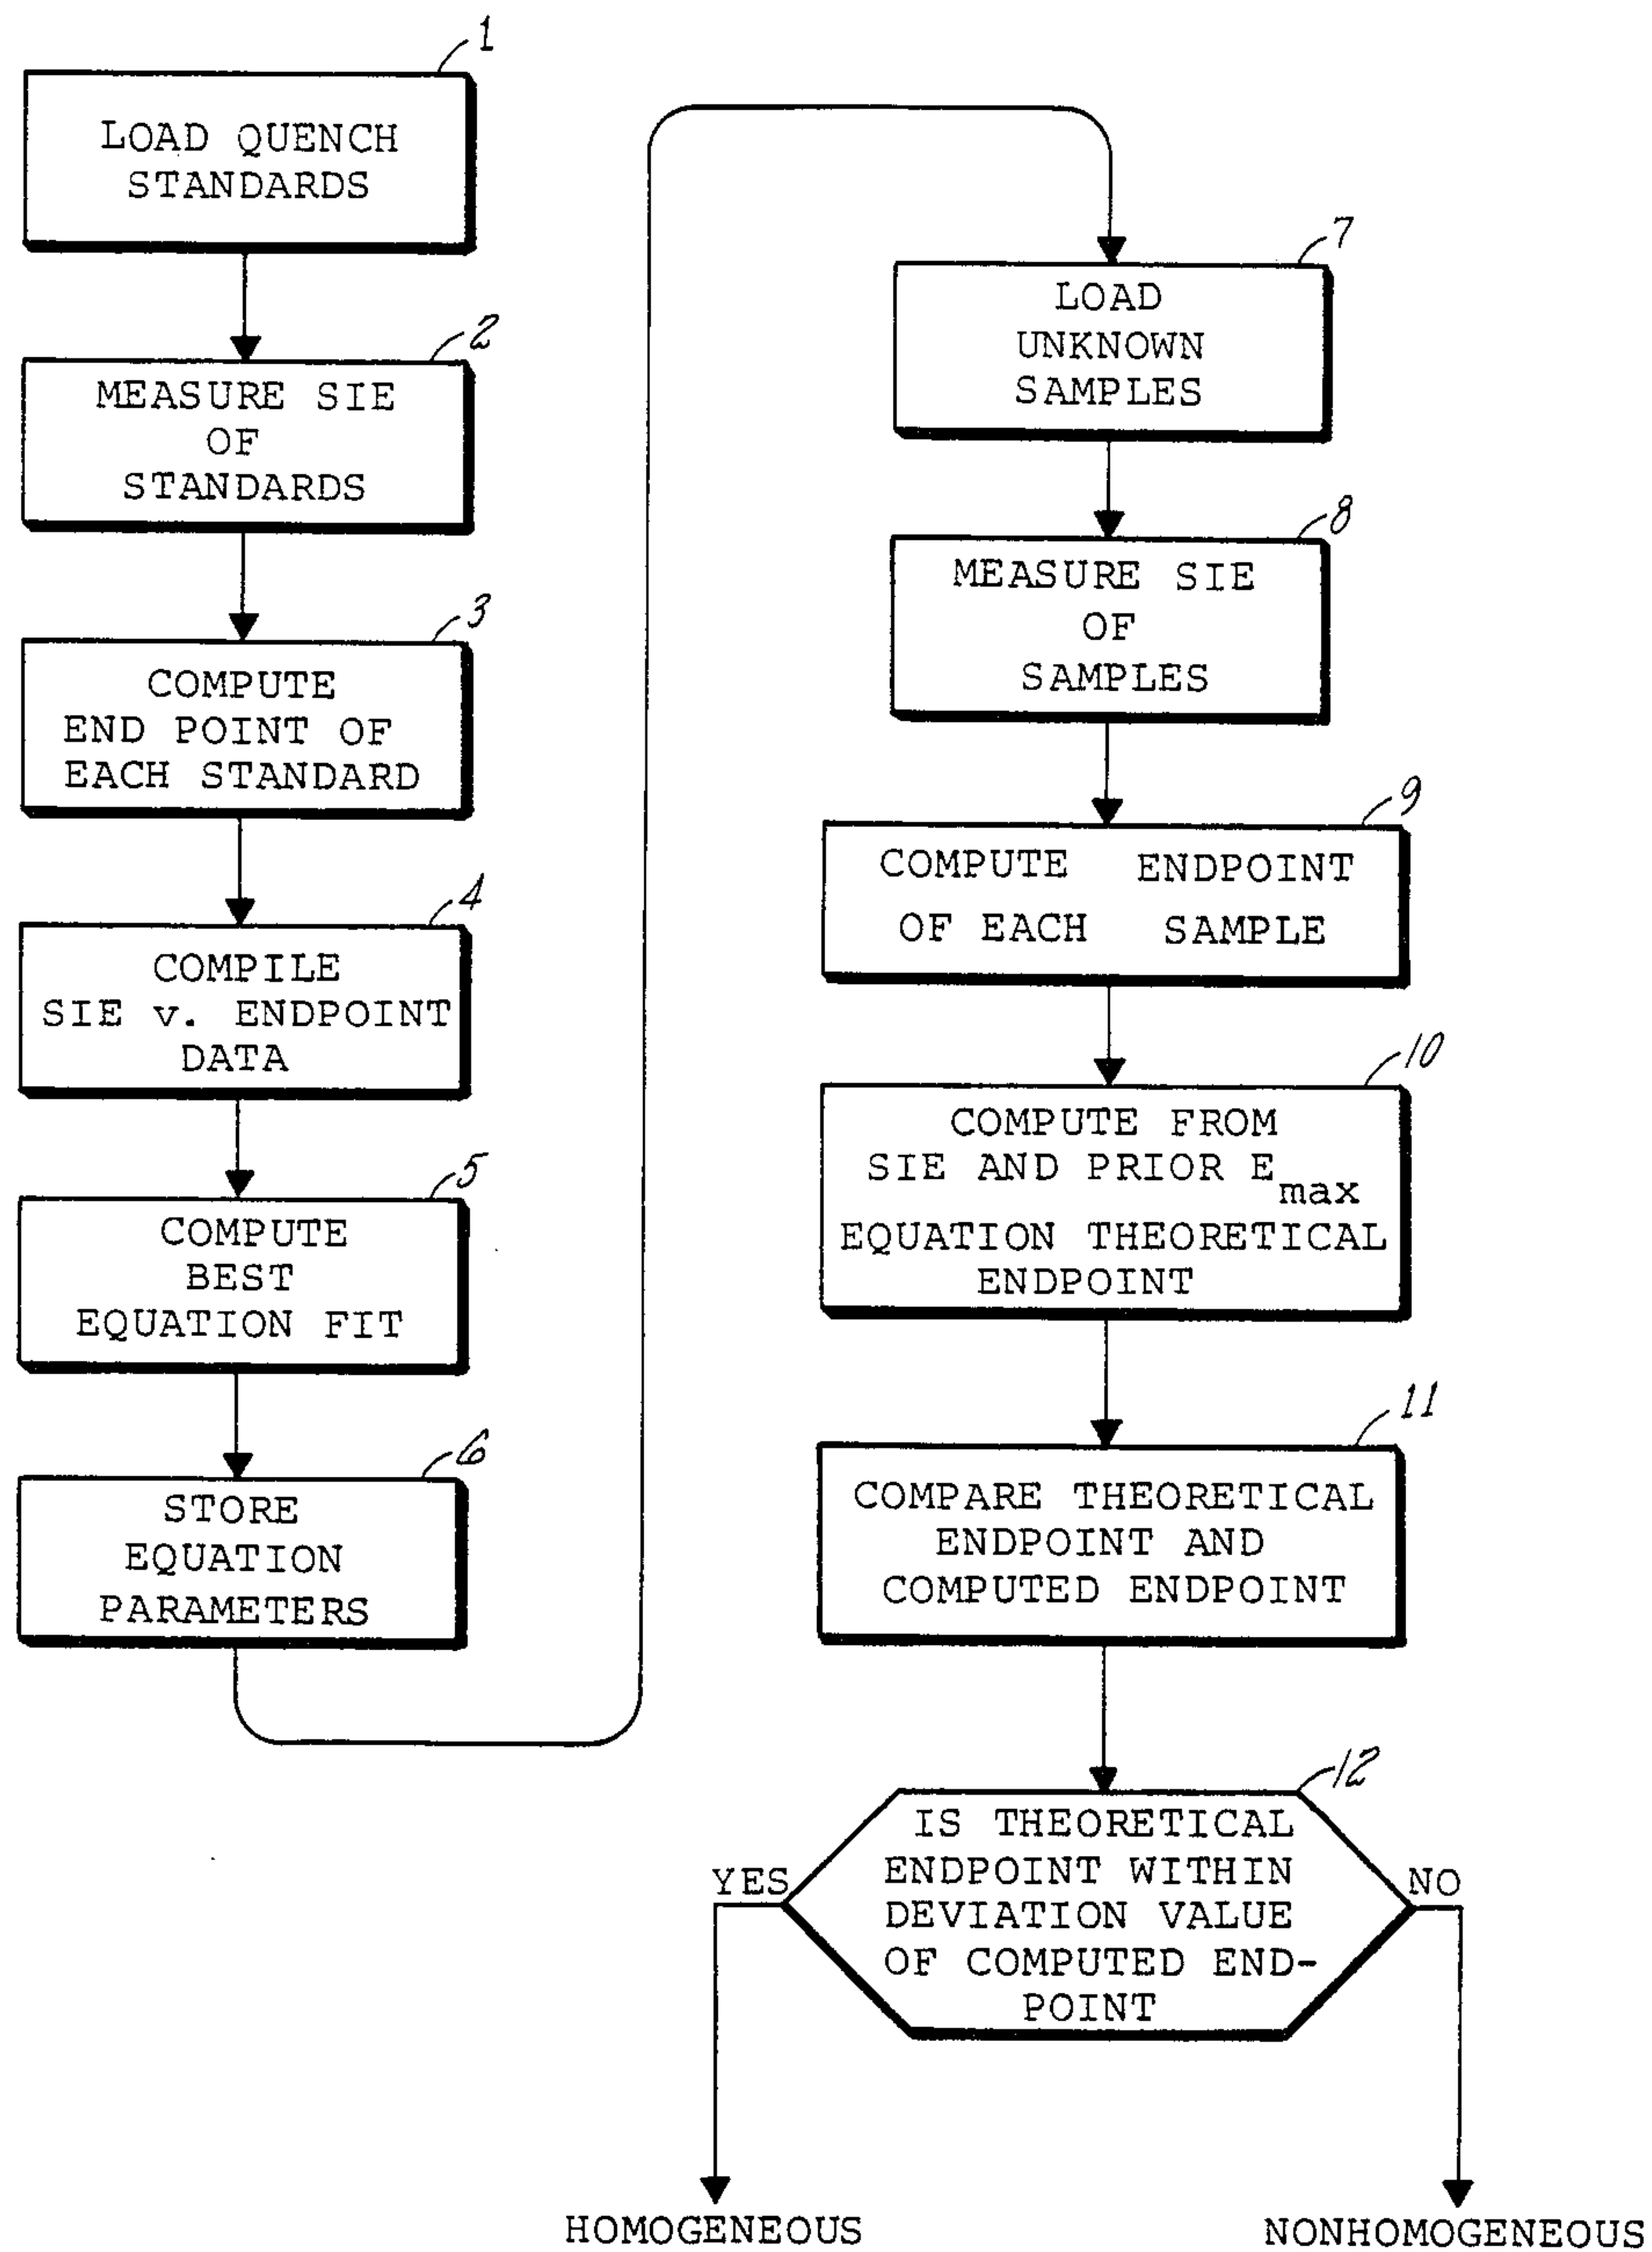 1
LOAD QUENCH
STANDARDS
2
MEASURE SIE
OF
STANDARDS
3
COMPUTE
END POINT OF
EACH STANDARD
4
COMPILE
SIE v. ENDPOINT
DATA
5
COMPUTE
BEST
EQUATION FIT
6
STORE
EQUATION
PARAMETERS
7
LOAD
UNKNOWN
SAMPLES
8
MEASURE SIE
OF
SAMPLES
9
COMPUTE ENDPOINT
OF EACH SAMPLE
10
COMPUTE FROM
SIE AND PRIOR Emax
EQUATION THEORETICAL
ENDPOINT
11
COMPARE THEORETICAL
ENDPOINT AND
COMPUTED ENDPOINT
12
IS THEORETICAL
ENDPOINT WITHIN
DEVIATION VALUE
OF COMPUTED END-
POINT
YES
NO
HOMOGENEOUS
NONHOMOGENEOUS